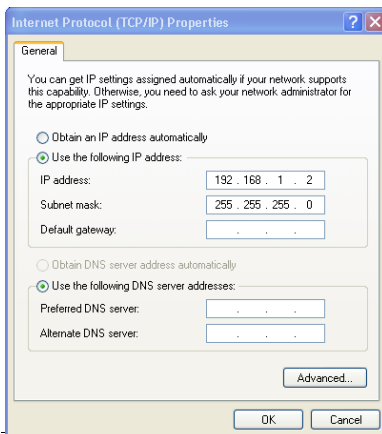 Internet Protocol (TCP/IP) Properties
General
You can get IP settings assigned automatically if your network supports
this capability. Otherwise, you need to ask your network administrator for
the appropriate IP settings.
Obtain an IP address automatically
Use the following IP address:
IP address: 192 . 168 . 1 . 2
Subnet mask: 255 . 255 . 255 . 0
Default gateway: . . .
Obtain DNS server address automatically
Use the following DNS server addresses:
Preferred DNS server: . . .
Alternate DNS server: . . .
Advanced...
OK Cancel